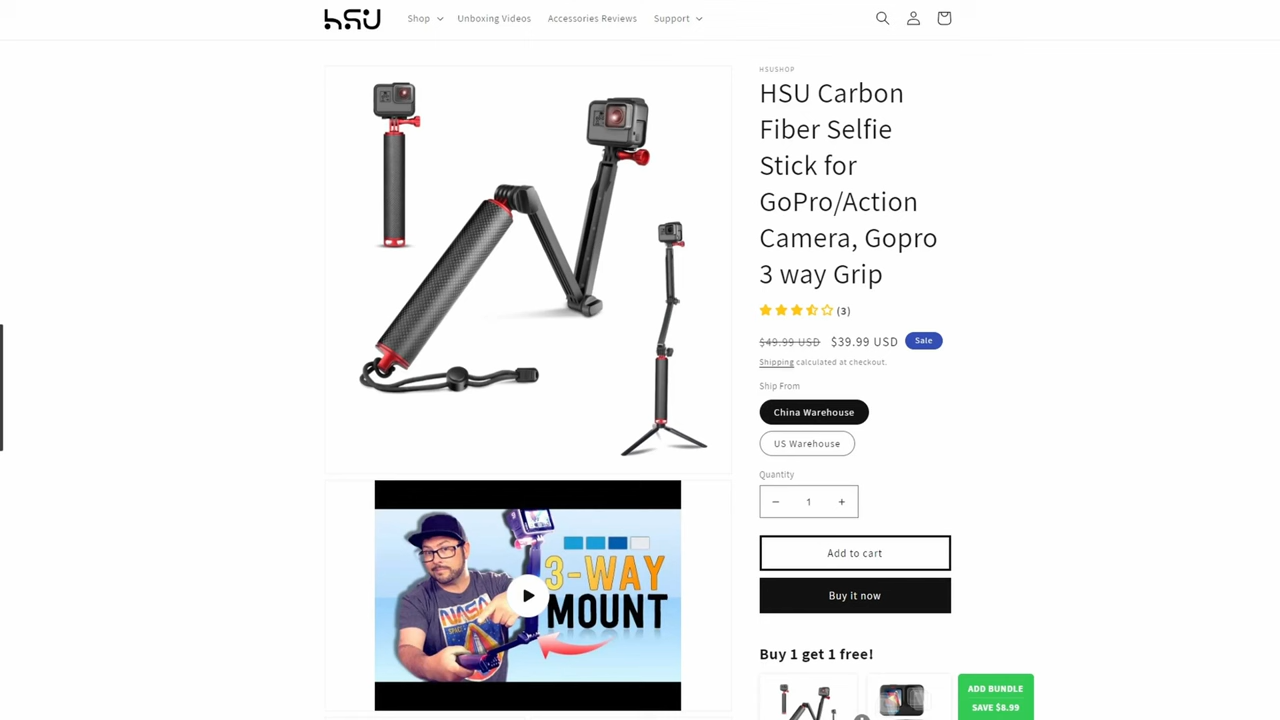 hsu
Shop
Unboxing Videos
Accessories Reviews
Support
HSUSHOP
HSU Carbon
Fiber Selfie
Stick for
GoPro/Action
Camera, Gopro
3 way Grip
(3)
$49.99 USD $39.99 USD Sale
Shipping calculated at checkout.
Ship From
China Warehouse
US Warehouse
Quantity
− 1 +
Add to cart
Buy it now
Buy 1 get 1 free!
ADD BUNDLE
SAVE $8.99
3-WAY
MOUNT
NASA